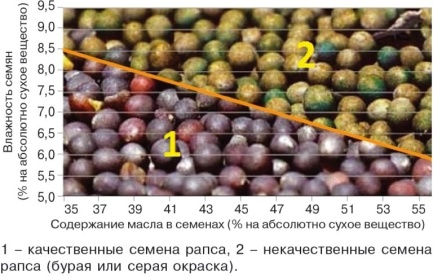 Влажность семян
(% на абсолютно сухое вещество)
9,5
9,0
8,5
8,0
7,5
7,0
6,5
6,0
5,5
5,0
2
1
35 37 39 41 43 45 47 49 51 53 55
Содержание масла в семенах (% на абсолютно сухое вещество)
1 – качественные семена рапса, 2 – некачественные семена
рапса (бурая или серая окраска).